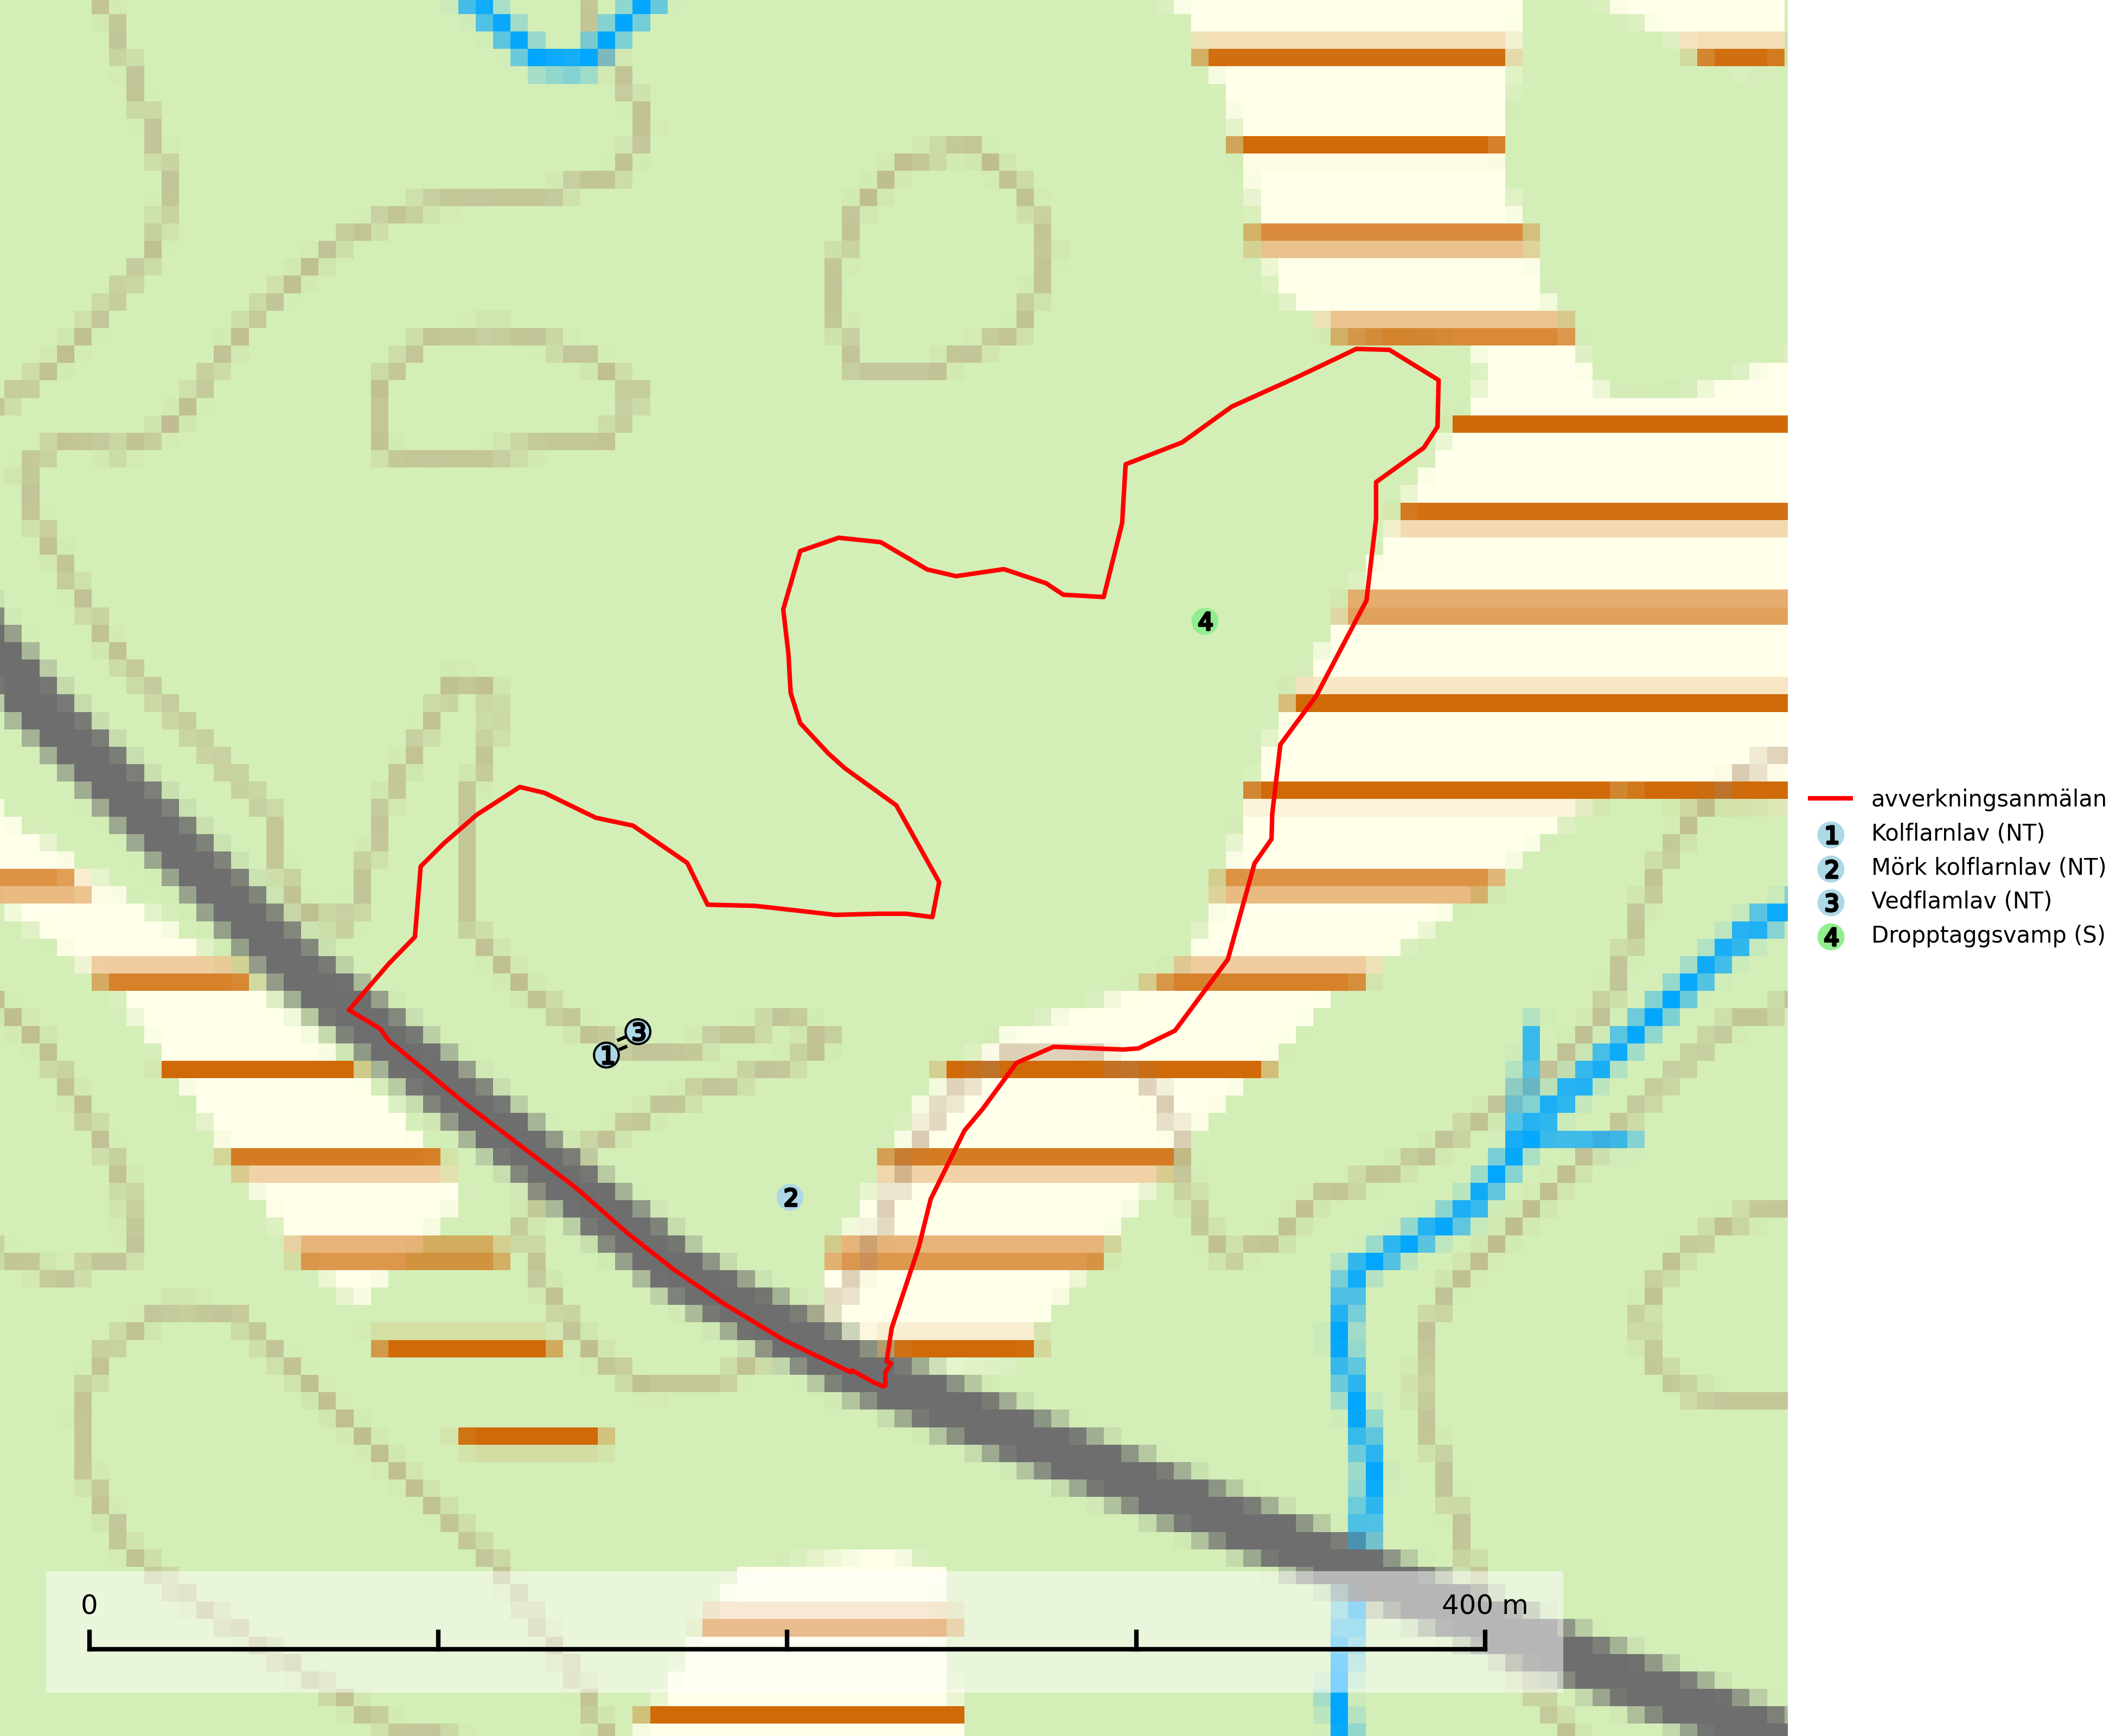 4
3
1
2
avverkningsanmälan
1 Kolflarnlav (NT)
2 Mörk kolflarnlav (NT)
3 Vedflamlav (NT)
4 Dropptaggsvamp (S)
0 400 m